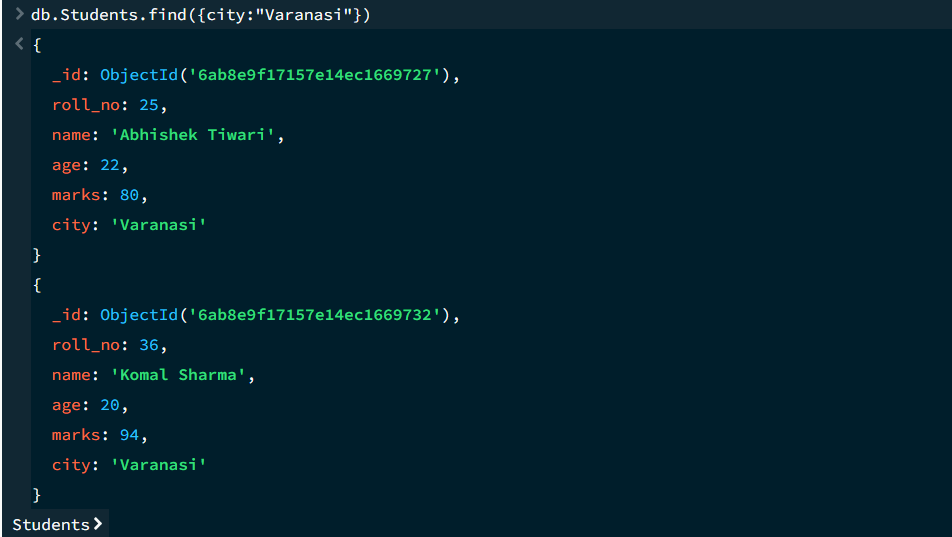 > db.Students.find({city:"Varanasi"})
< {
  _id: ObjectId('6ab8e9f17157e14ec1669727'),
  roll_no: 25,
  name: 'Abhishek Tiwari',
  age: 22,
  marks: 80,
  city: 'Varanasi'
}
{
  _id: ObjectId('6ab8e9f17157e14ec1669732'),
  roll_no: 36,
  name: 'Komal Sharma',
  age: 20,
  marks: 94,
  city: 'Varanasi'
}
Students>